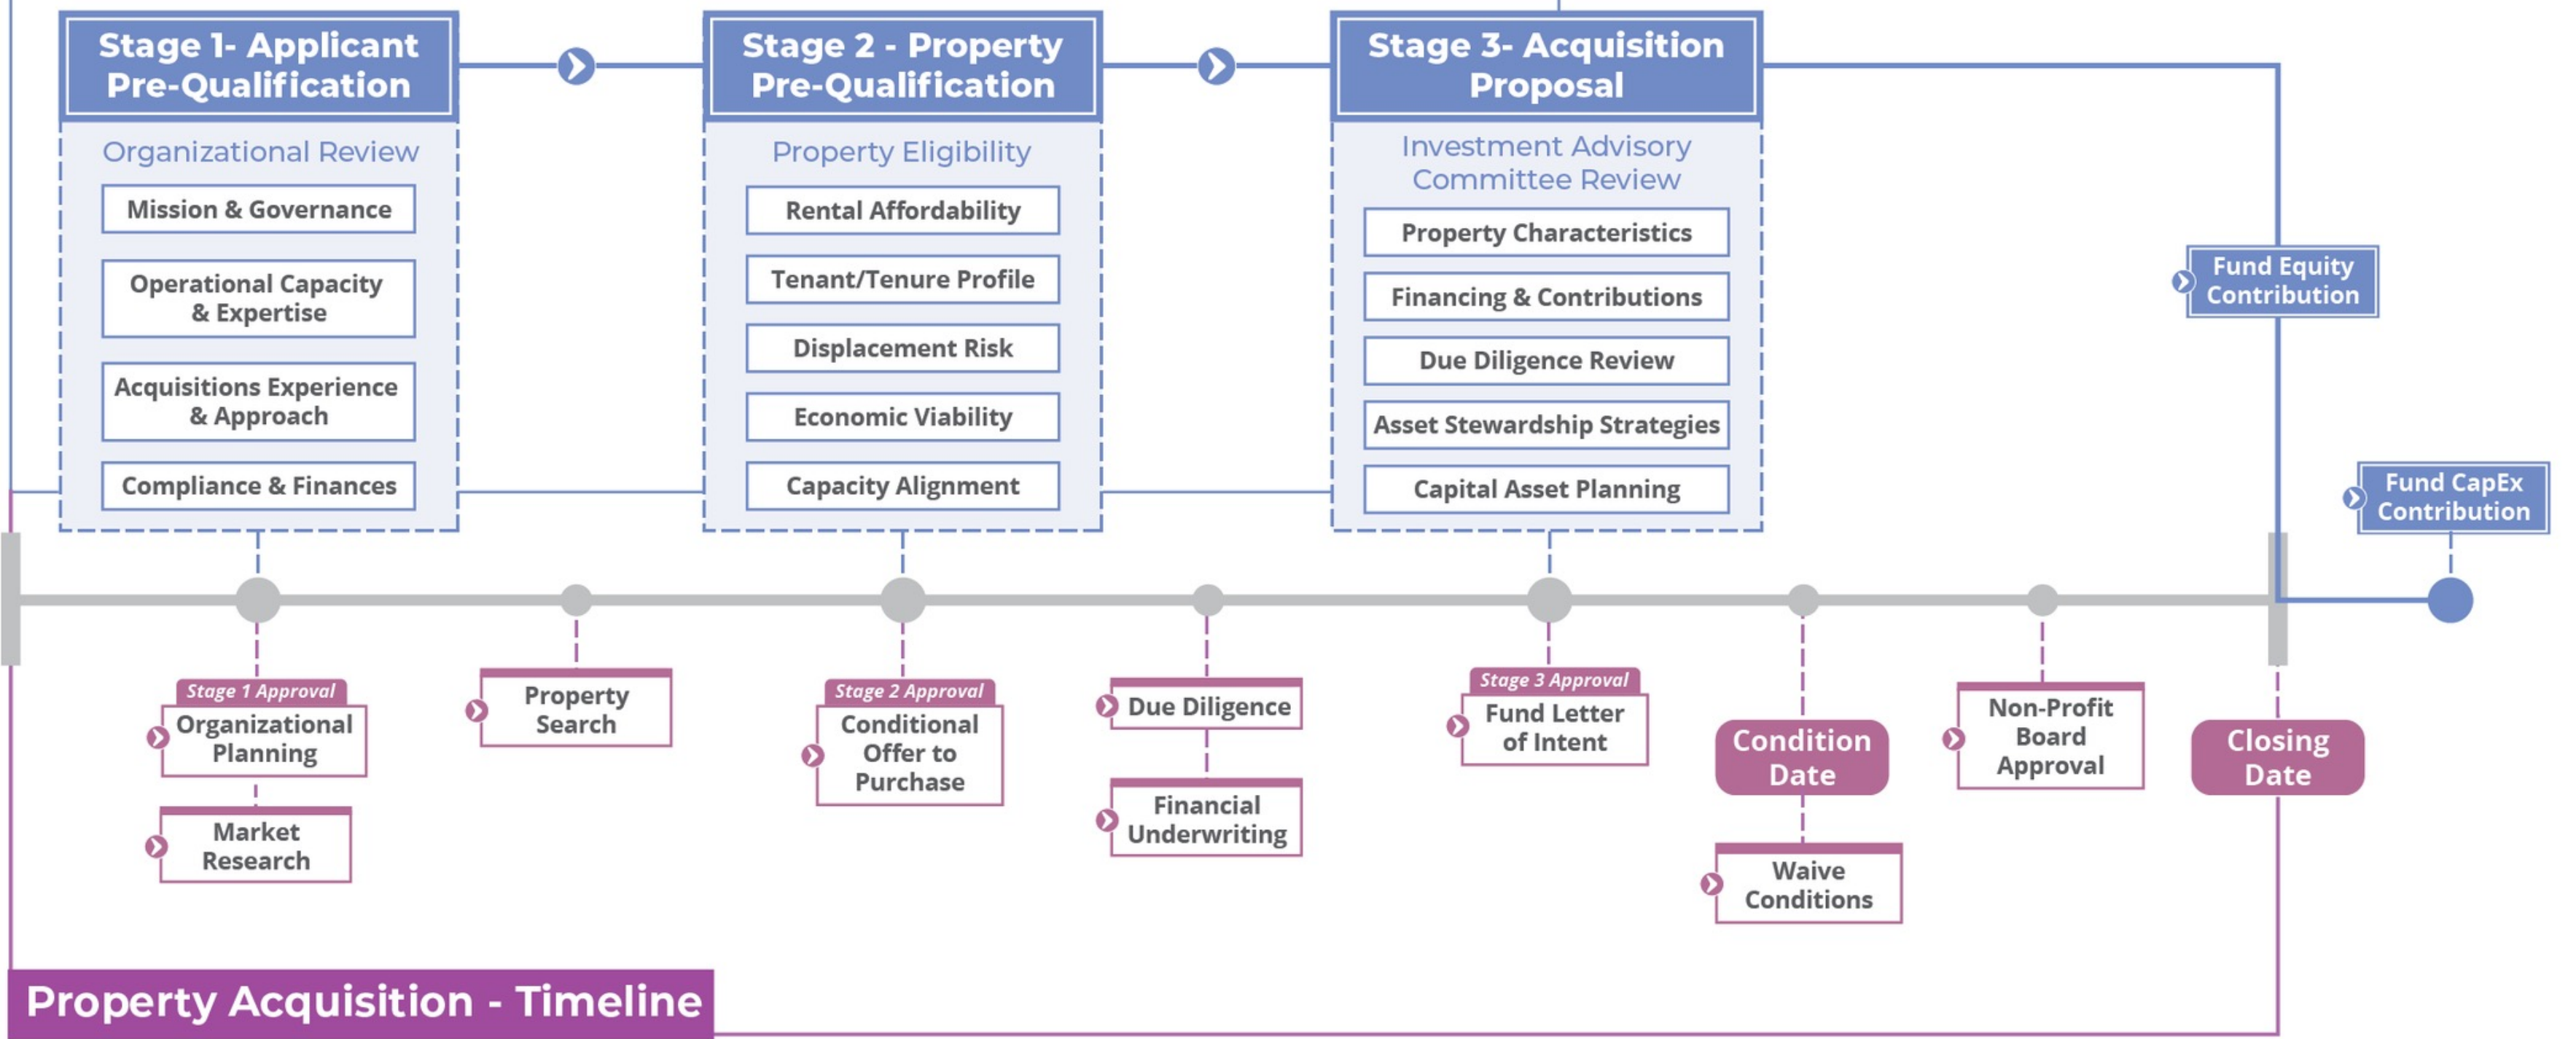 Stage 1- Applicant
Pre-Qualification
Organizational Review
Mission & Governance
Operational Capacity
& Expertise
Acquisitions Experience
& Approach
Compliance & Finances
Stage 2 - Property
Pre-Qualification
Property Eligibility
Rental Affordability
Tenant/Tenure Profile
Displacement Risk
Economic Viability
Capacity Alignment
Stage 3- Acquisition
Proposal
Investment Advisory
Committee Review
Property Characteristics
Financing & Contributions
Due Diligence Review
Asset Stewardship Strategies
Capital Asset Planning
Fund Equity
Contribution
Fund CapEx
Contribution
Stage 1 Approval
Organizational
Planning
Market
Research
Property
Search
Stage 2 Approval
Conditional
Offer to
Purchase
Due Diligence
Financial
Underwriting
Stage 3 Approval
Fund Letter
of Intent
Condition
Date
Waive
Conditions
Non-Profit
Board
Approval
Closing
Date
Property Acquisition - Timeline